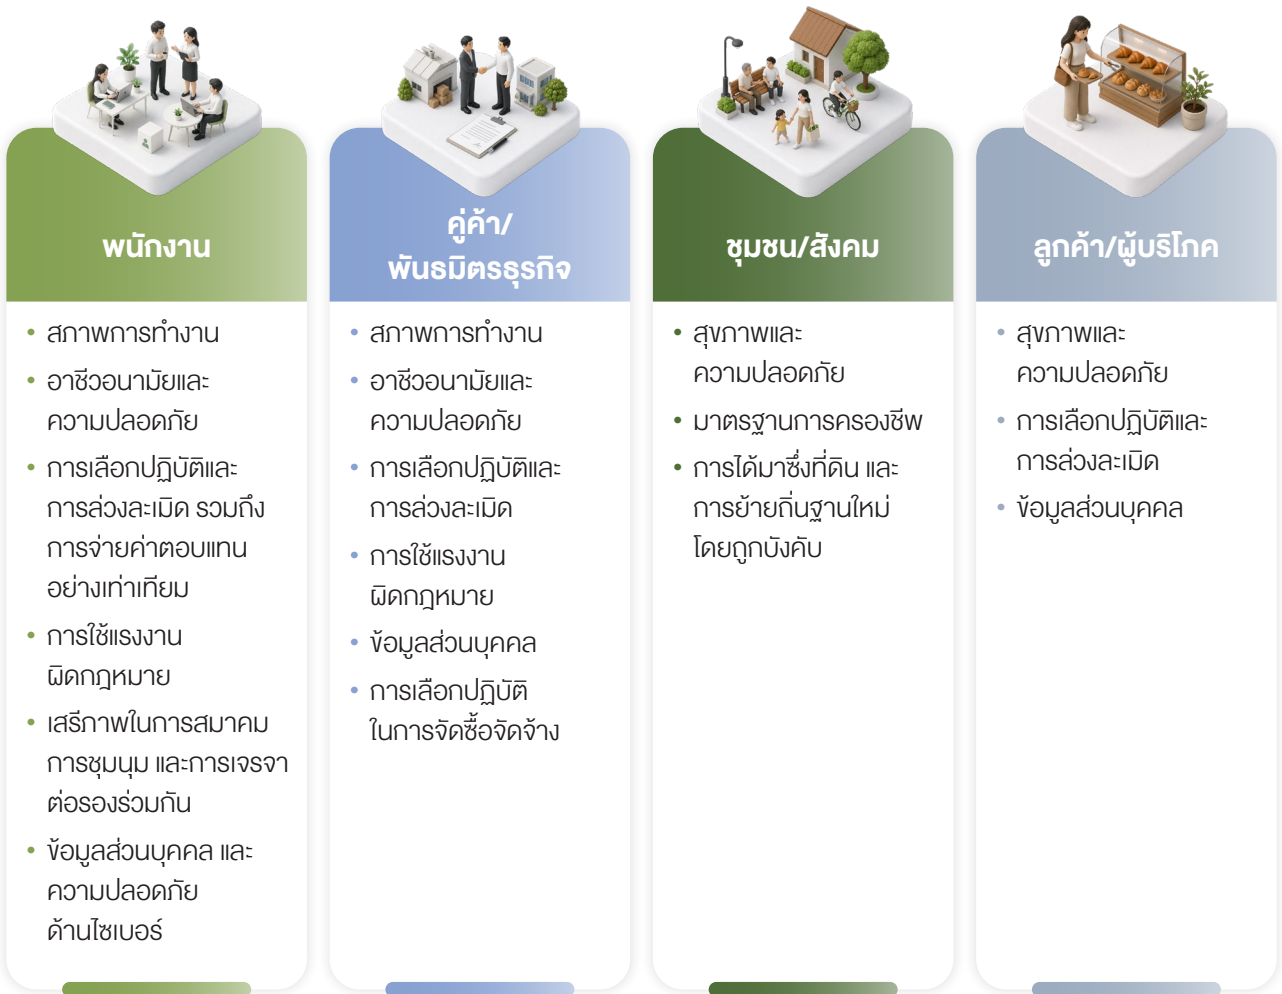 พนักงาน
• สภาพการทำงาน
• อาชีวอนามัยและ
ความปลอดภัย
• การเลือกปฏิบัติและ
การล่วงละเมิด รวมถึง
การจ่ายค่าตอบแทน
อย่างเท่าเทียม
• การใช้แรงงาน
ผิดกฎหมาย
• เสรีภาพในการสมาคม
การชุมนุม และการเจรจา
ต่อรองร่วมกัน
• ข้อมูลส่วนบุคคล และ
ความปลอดภัย
ด้านไซเบอร์
คู่ค้า/
พันธมิตรธุรกิจ
• สภาพการทำงาน
• อาชีวอนามัยและ
ความปลอดภัย
• การเลือกปฏิบัติและ
การล่วงละเมิด
• การใช้แรงงาน
ผิดกฎหมาย
• ข้อมูลส่วนบุคคล
• การเลือกปฏิบัติ
ในการจัดซื้อจัดจ้าง
ชุมชน/สังคม
• สุขภาพและ
ความปลอดภัย
• มาตรฐานการครองชีพ
• การได้มาซึ่งที่ดิน และ
การย้ายถิ่นฐานใหม่
โดยถูกบังคับ
ลูกค้า/ผู้บริโภค
• สุขภาพและ
ความปลอดภัย
• การเลือกปฏิบัติและ
การล่วงละเมิด
• ข้อมูลส่วนบุคคล